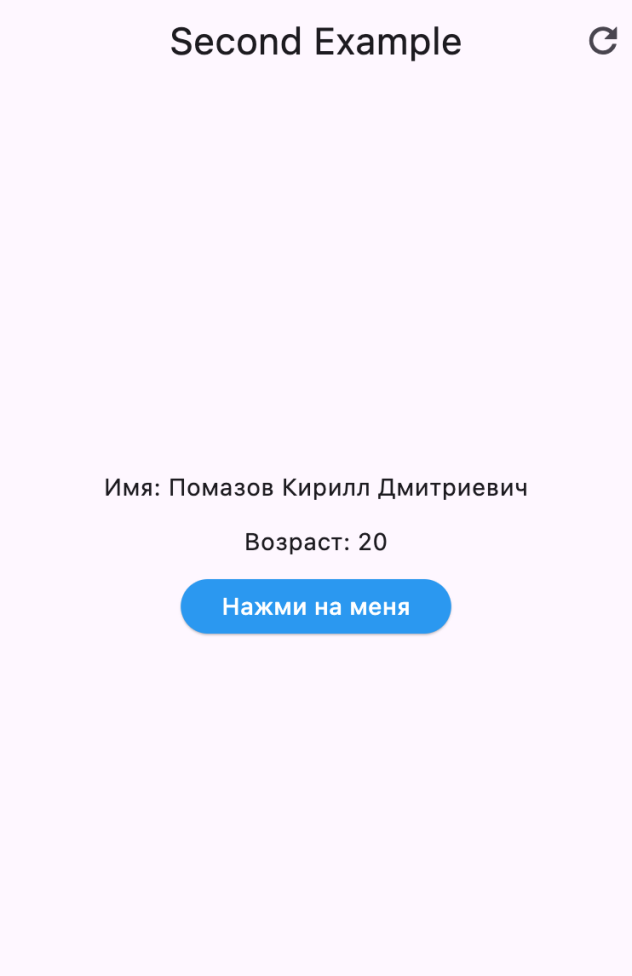 Second Example
Имя: Помазов Кирилл Дмитриевич
Возраст: 20
Нажми на меня